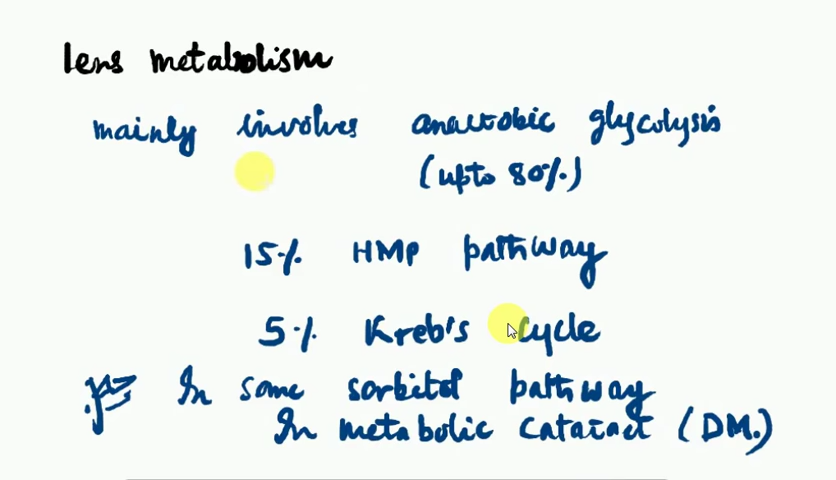 lens metabolism
mainly involves anaerobic glycolysis
(upto 80%)
15% HMP pathway
5% Kreb's cycle
In some sorbitol pathway
In metabolic cataract (DM.)